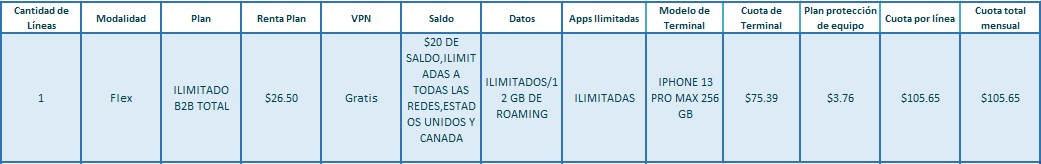 Cantidad de Líneas
Modalidad
Plan
Renta Plan
VPN
Saldo
Datos
Apps Ilimitadas
Modelo de Terminal
Cuota de Terminal
Plan protección de equipo
Cuota por línea
Cuota total mensual
1
Flex
ILIMITADO B2B TOTAL
$26.50
Gratis
$20 DE
SALDO,ILIMIT
ADAS A
TODAS LAS
REDES,ESTAD
OS UNIDOS Y
CANADA
ILIMITADOS/1
2 GB DE
ROAMING
ILIMITADAS
IPHONE 13
PRO MAX 256
GB
$75.39
$3.76
$105.65
$105.65